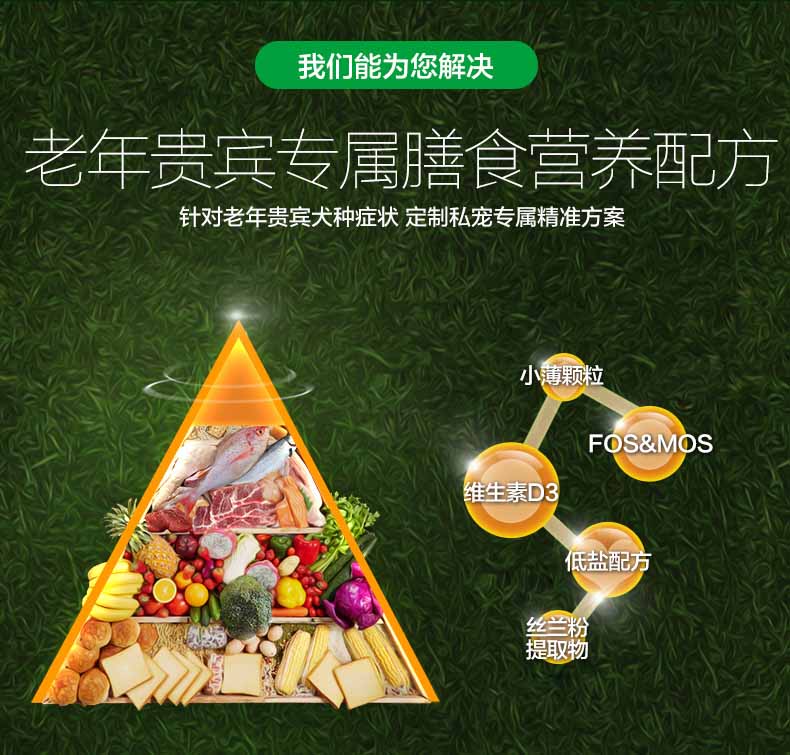 我们能为您解决
老年贵宾专属膳食营养配方
针对老年贵宾犬种症状 定制私宠专属精准方案
小薄颗粒
FOS&MOS
维生素D3
低盐配方
丝兰粉
提取物